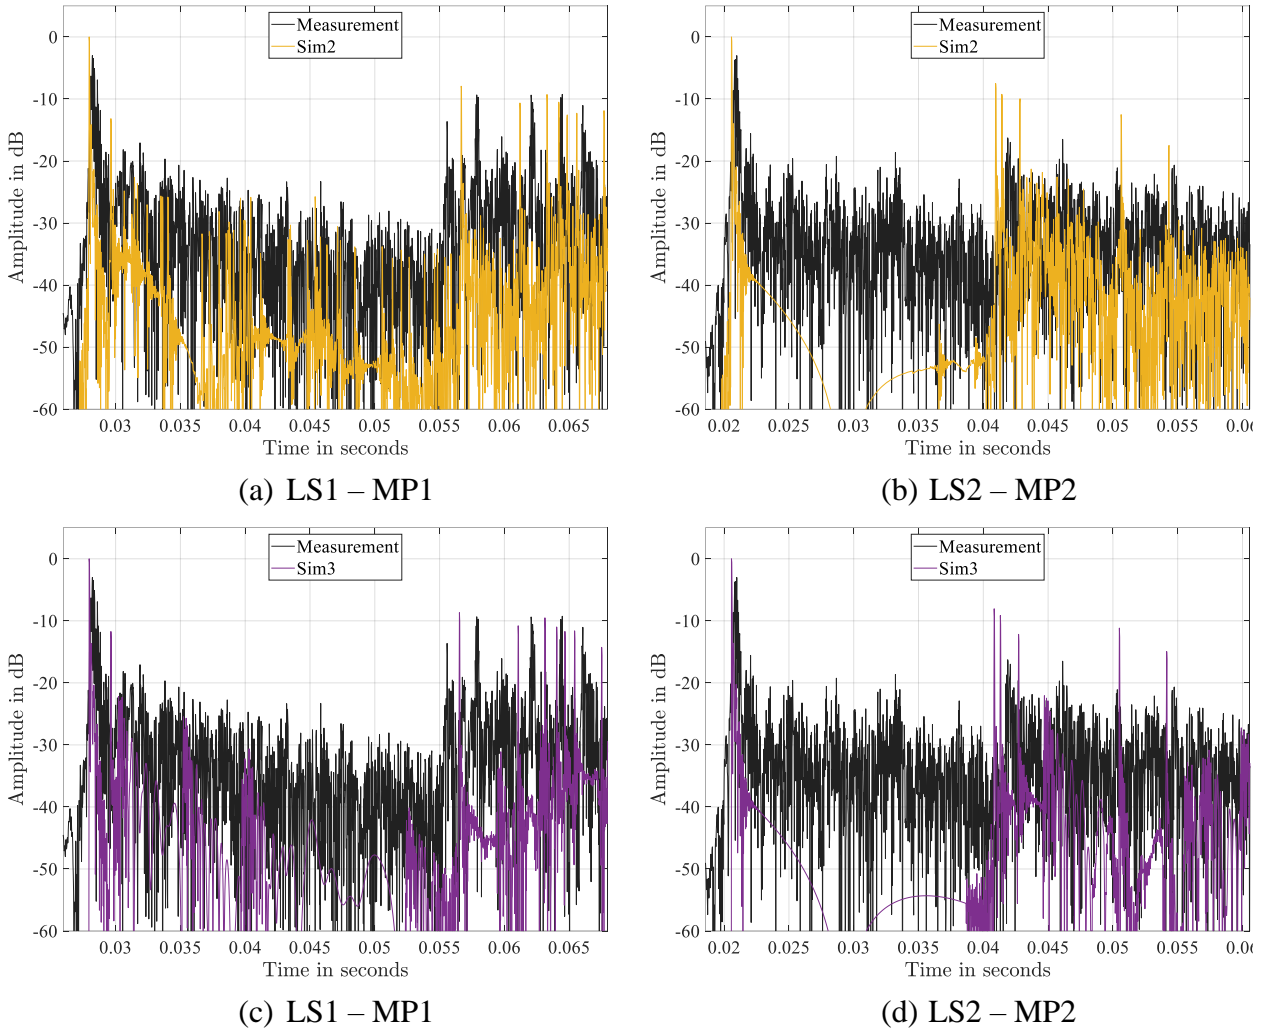 Measurement
Sim2
0
-10
-20
-30
-40
-50
-60
Amplitude in dB
0.03 0.035 0.04 0.045 0.05 0.055 0.06 0.065
Time in seconds
(a) LS1 – MP1
Measurement
Sim2
0
-10
-20
-30
-40
-50
-60
Amplitude in dB
0.02 0.025 0.03 0.035 0.04 0.045 0.05 0.055 0.0
Time in seconds
(b) LS2 – MP2
Measurement
Sim3
0
-10
-20
-30
-40
-50
-60
Amplitude in dB
0.03 0.035 0.04 0.045 0.05 0.055 0.06 0.065
Time in seconds
(c) LS1 – MP1
Measurement
Sim3
0
-10
-20
-30
-40
-50
-60
Amplitude in dB
0.02 0.025 0.03 0.035 0.04 0.045 0.05 0.055 0.0
Time in seconds
(d) LS2 – MP2